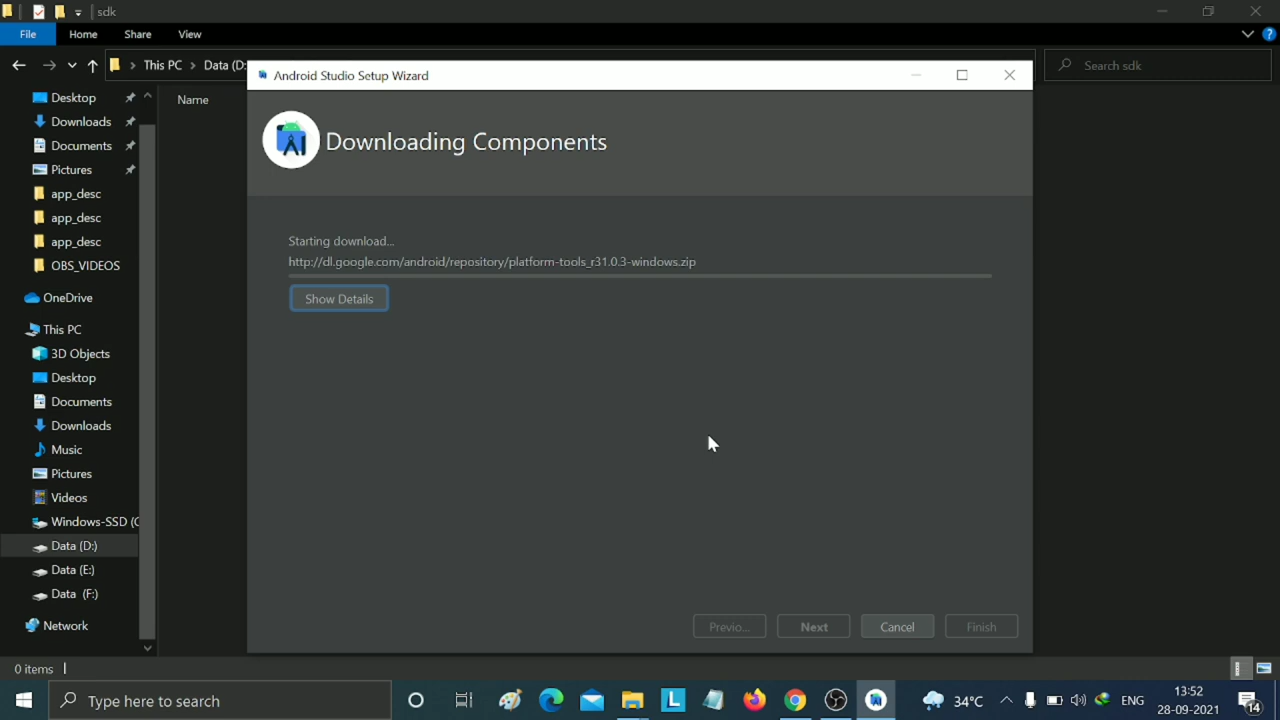 sdk
File Home Share View
This PC > Data (D:
Search sdk
Android Studio Setup Wizard
Downloading Components
Name
Desktop
Downloads
Documents
Pictures
app_desc
app_desc
app_desc
OBS_VIDEOS
OneDrive
This PC
3D Objects
Desktop
Documents
Downloads
Music
Pictures
Videos
Windows-SSD (C
Data (D:)
Data (E:)
Data (F:)
Network
Starting download...
http://dl.google.com/android/repository/platform-tools_r31.0.3-windows.zip
Show Details
Previo... Next Cancel Finish
0 items
Type here to search
L
34°C
ENG
13:52
28-09-2021
14